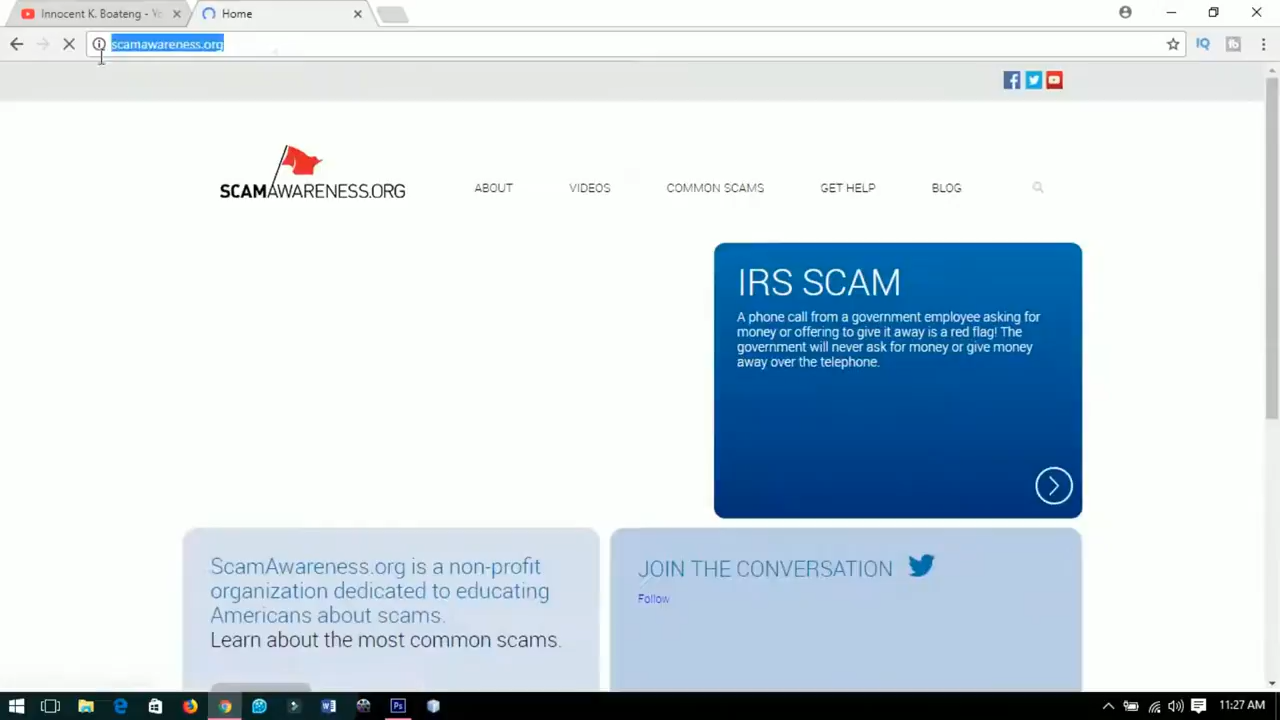 Innocent K. Boateng - Yo
Home
scamawareness.org
SCAMAWARENESS.ORG
ABOUT
VIDEOS
COMMON SCAMS
GET HELP
BLOG
IRS SCAM
A phone call from a government employee asking for
money or offering to give it away is a red flag! The
government will never ask for money or give money
away over the telephone.
ScamAwareness.org is a non-profit
organization dedicated to educating
Americans about scams.
Learn about the most common scams.
JOIN THE CONVERSATION
Follow
11:27 AM